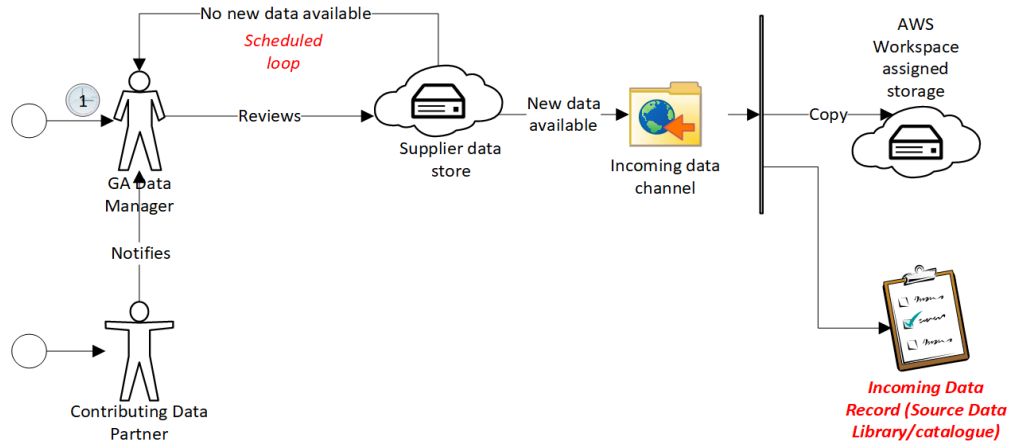 No new data available
Scheduled
loop
AWS
Workspace
assigned
storage
1
Reviews
New data
available
Copy
Supplier data
store
Incoming data
channel
GA Data
Manager
Notifies
Contributing Data
Partner
Incoming Data
Record (Source Data
Library/catalogue)